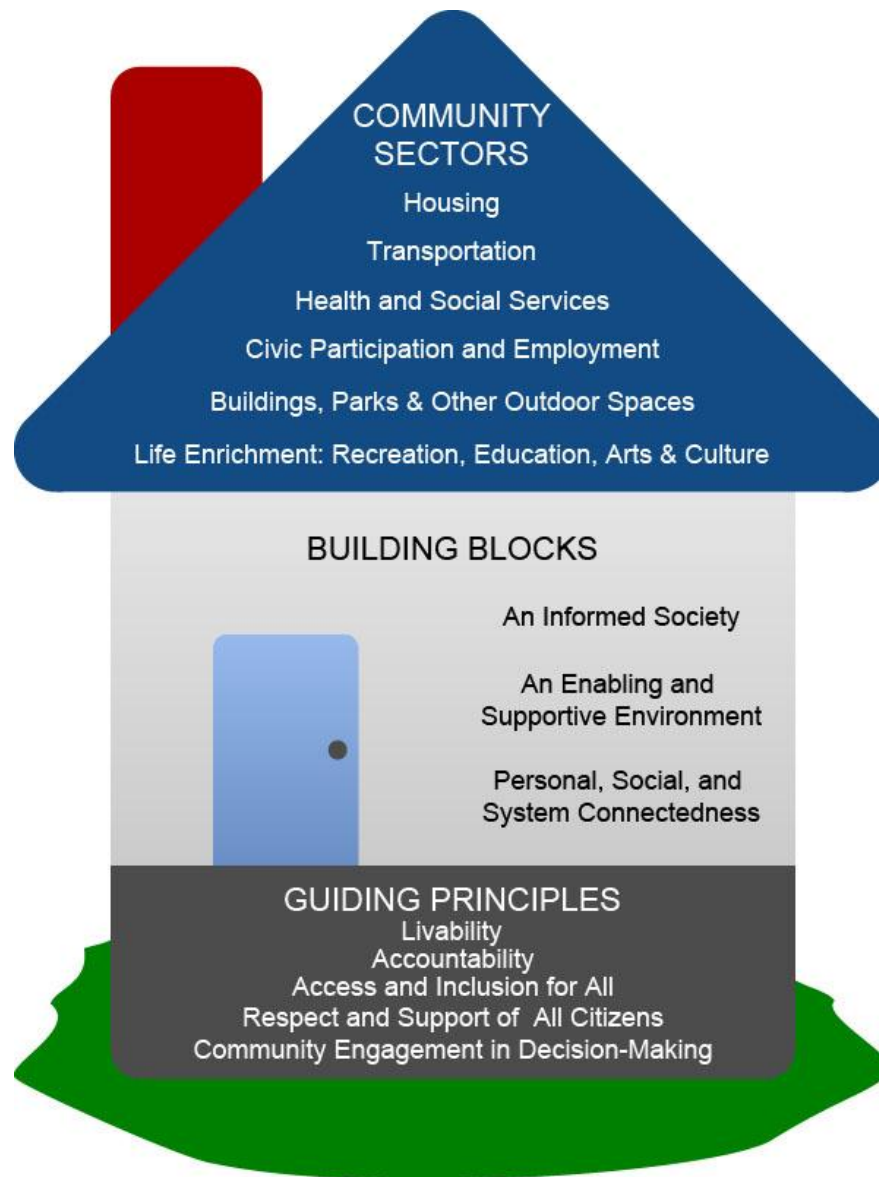 COMMUNITY
SECTORS
Housing
Transportation
Health and Social Services
Civic Participation and Employment
Buildings, Parks & Other Outdoor Spaces
Life Enrichment: Recreation, Education, Arts & Culture
BUILDING BLOCKS
An Informed Society
An Enabling and
Supportive Environment
Personal, Social, and
System Connectedness
GUIDING PRINCIPLES
Livability
Accountability
Access and Inclusion for All
Respect and Support of  All Citizens
Community Engagement in Decision-Making